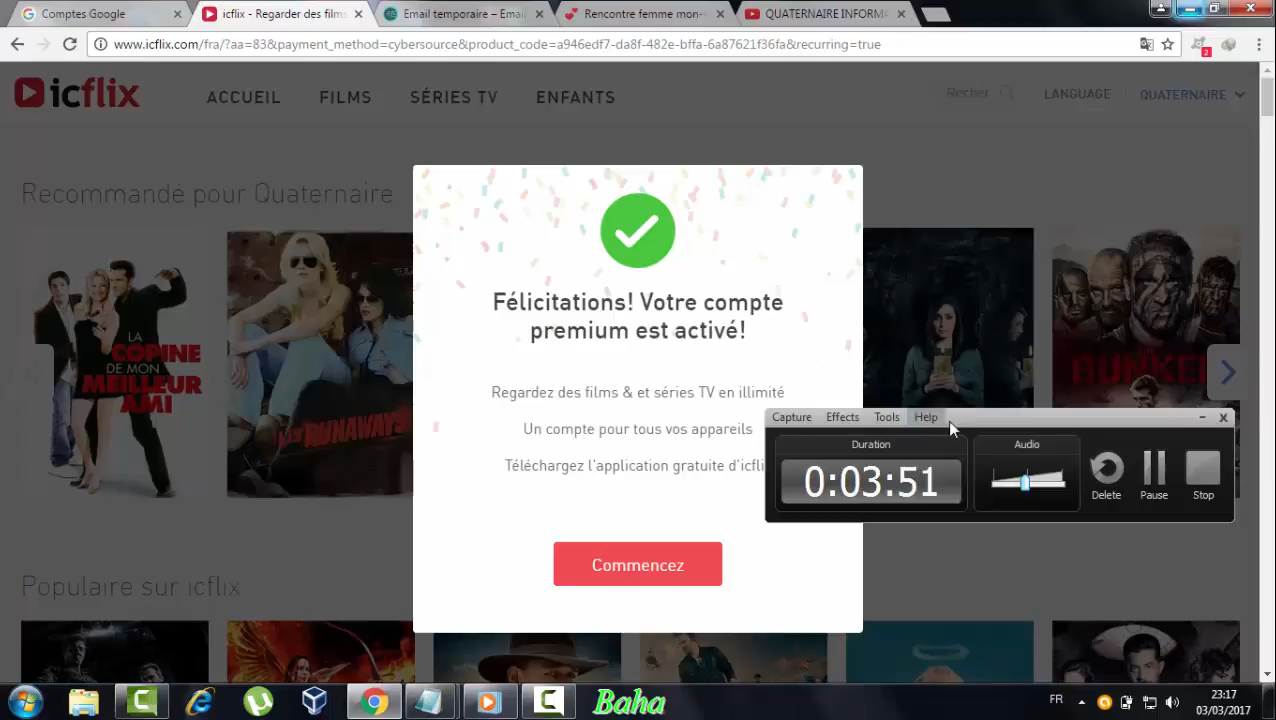 Comptes Google
icflix - Regarder des films
Email temporaire – Emai
Rencontre femme mon-
QUATERNAIRE INFORMA
www.icflix.com/fra/?aa=83&payment_method=cybersource&product_code=a946edf7-da8f-482e-bffa-6a87621f36fa&recurring=true
2
icflix
ACCUEIL
FILMS
SÉRIES TV
ENFANTS
Recher
LANGUAGE
QUATERNAIRE
Recommandé pour Quaternaire
LA
COPINE
DE MON
MEILLEUR
AMI
THE RUNAWAYS
BUNKER
Félicitations! Votre compte
premium est activé!
Regardez des films & et séries TV en illimité
Un compte pour tous vos appareils
Téléchargez l'application gratuite d'icfli
Commencez
Capture
Effects
Tools
Help
Duration
0:03:51
Audio
Delete
Pause
Stop
Populaire sur icflix
Baha
FR
23:17
03/03/2017